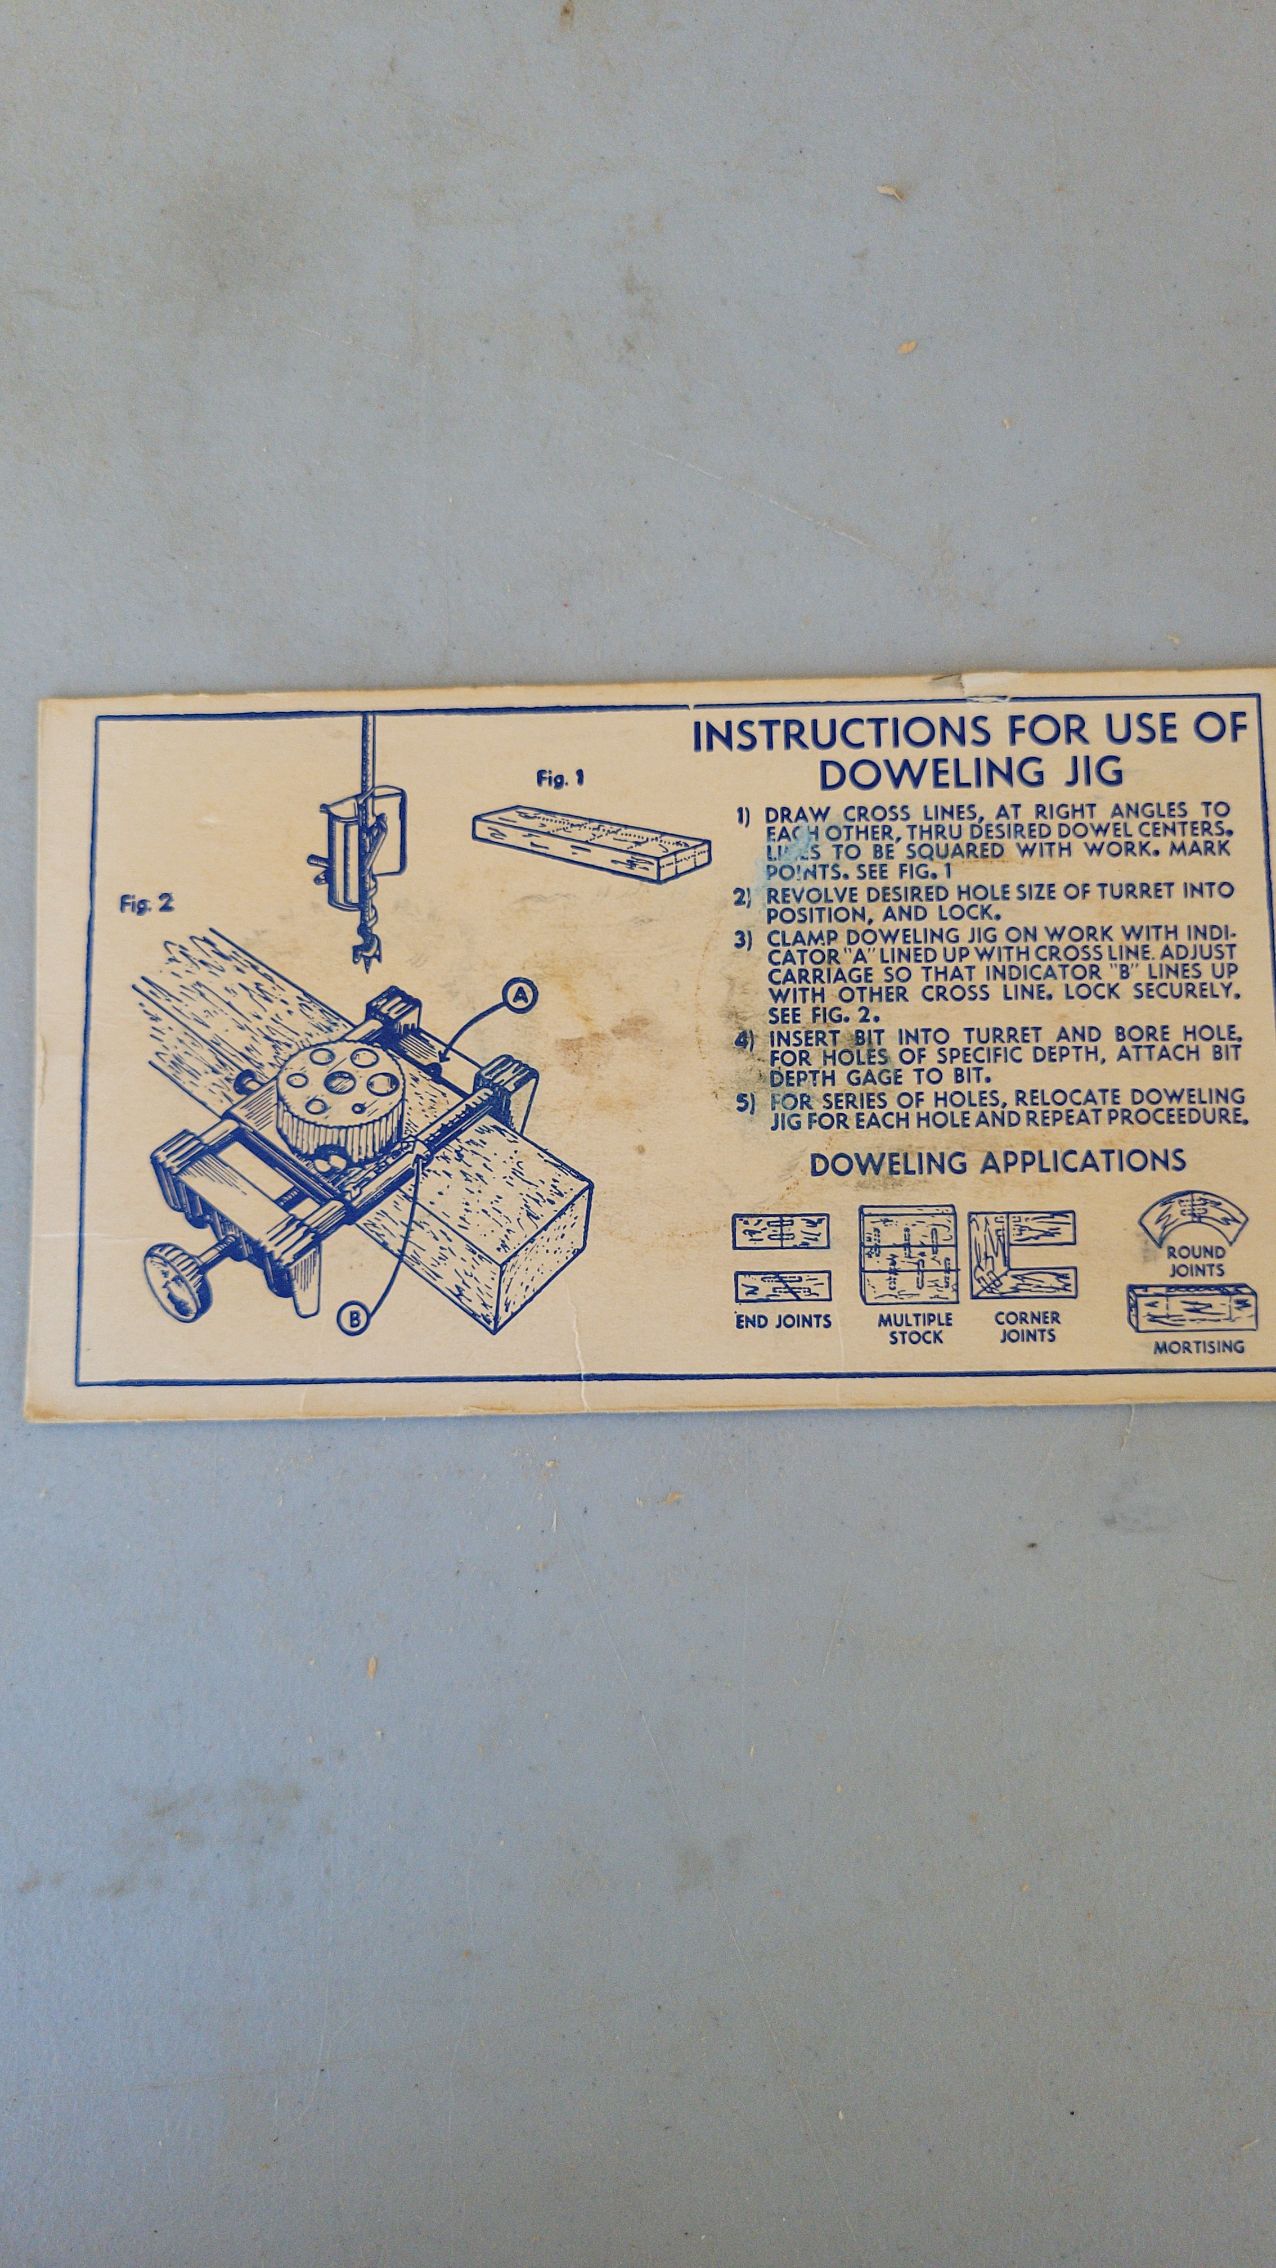 INSTRUCTIONS FOR USE OF
DOWELING JIG
Fig. 1
Fig. 2
A
B
1) DRAW CROSS LINES, AT RIGHT ANGLES TO
EACH OTHER, THRU DESIRED DOWEL CENTERS.
LINES TO BE SQUARED WITH WORK. MARK
POINTS. SEE FIG. 1
2) REVOLVE DESIRED HOLE SIZE OF TURRET INTO
POSITION, AND LOCK.
3) CLAMP DOWELING JIG ON WORK WITH INDI-
CATOR "A" LINED UP WITH CROSS LINE. ADJUST
CARRIAGE SO THAT INDICATOR "B" LINES UP
WITH OTHER CROSS LINE. LOCK SECURELY.
SEE FIG. 2.
4) INSERT BIT INTO TURRET AND BORE HOLE.
FOR HOLES OF SPECIFIC DEPTH, ATTACH BIT
DEPTH GAGE TO BIT.
5) FOR SERIES OF HOLES, RELOCATE DOWELING
JIG FOR EACH HOLE AND REPEAT PROCEEDURE.
DOWELING APPLICATIONS
END JOINTS
MULTIPLE
STOCK
CORNER
JOINTS
ROUND
JOINTS
MORTISING